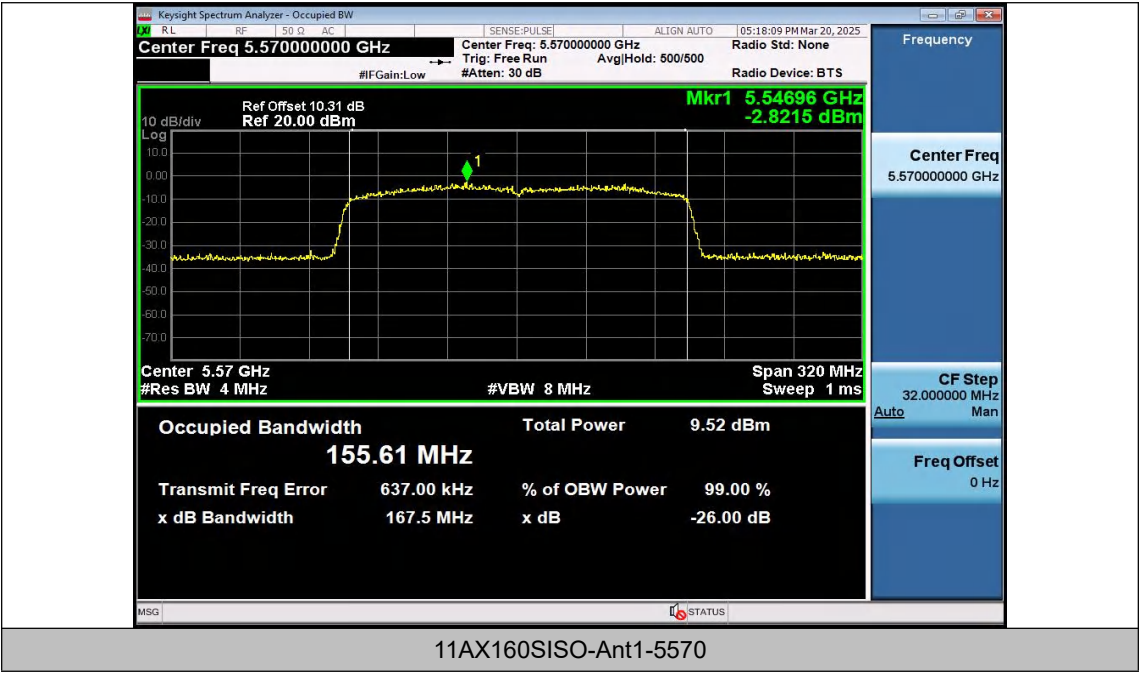 Keysight Spectrum Analyzer - Occupied BW
LXI RL RF 50 Ω AC SENSE:PULSE ALIGN AUTO 05:18:09 PM Mar 20, 2025
Center Freq 5.570000000 GHz
Center Freq: 5.570000000 GHz Radio Std: None
Trig: Free Run Avg|Hold: 500/500
#IFGain:Low #Atten: 30 dB Radio Device: BTS
Mkr1 5.54696 GHz
-2.8215 dBm
Ref Offset 10.31 dB
10 dB/div Ref 20.00 dBm
Log
10.0
0.00
-10.0
-20.0
-30.0
-40.0
-50.0
-60.0
-70.0
1
Center 5.57 GHz Span 320 MHz
#Res BW 4 MHz #VBW 8 MHz Sweep 1 ms
Occupied Bandwidth Total Power 9.52 dBm
155.61 MHz
Transmit Freq Error 637.00 kHz % of OBW Power 99.00 %
x dB Bandwidth 167.5 MHz x dB -26.00 dB
MSG STATUS
Frequency
Center Freq
5.570000000 GHz
CF Step
32.000000 MHz
Auto Man
Freq Offset
0 Hz
11AX160SISO-Ant1-5570